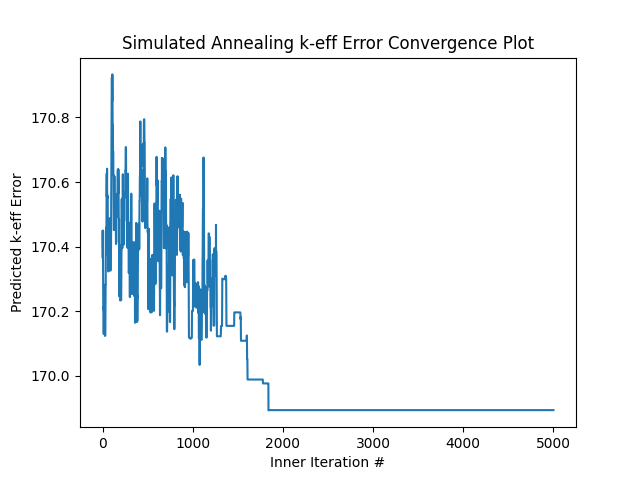 Simulated Annealing k-eff Error Convergence Plot
Predicted k-eff Error
170.8
170.6
170.4
170.2
170.0
0 1000 2000 3000 4000 5000
Inner Iteration #